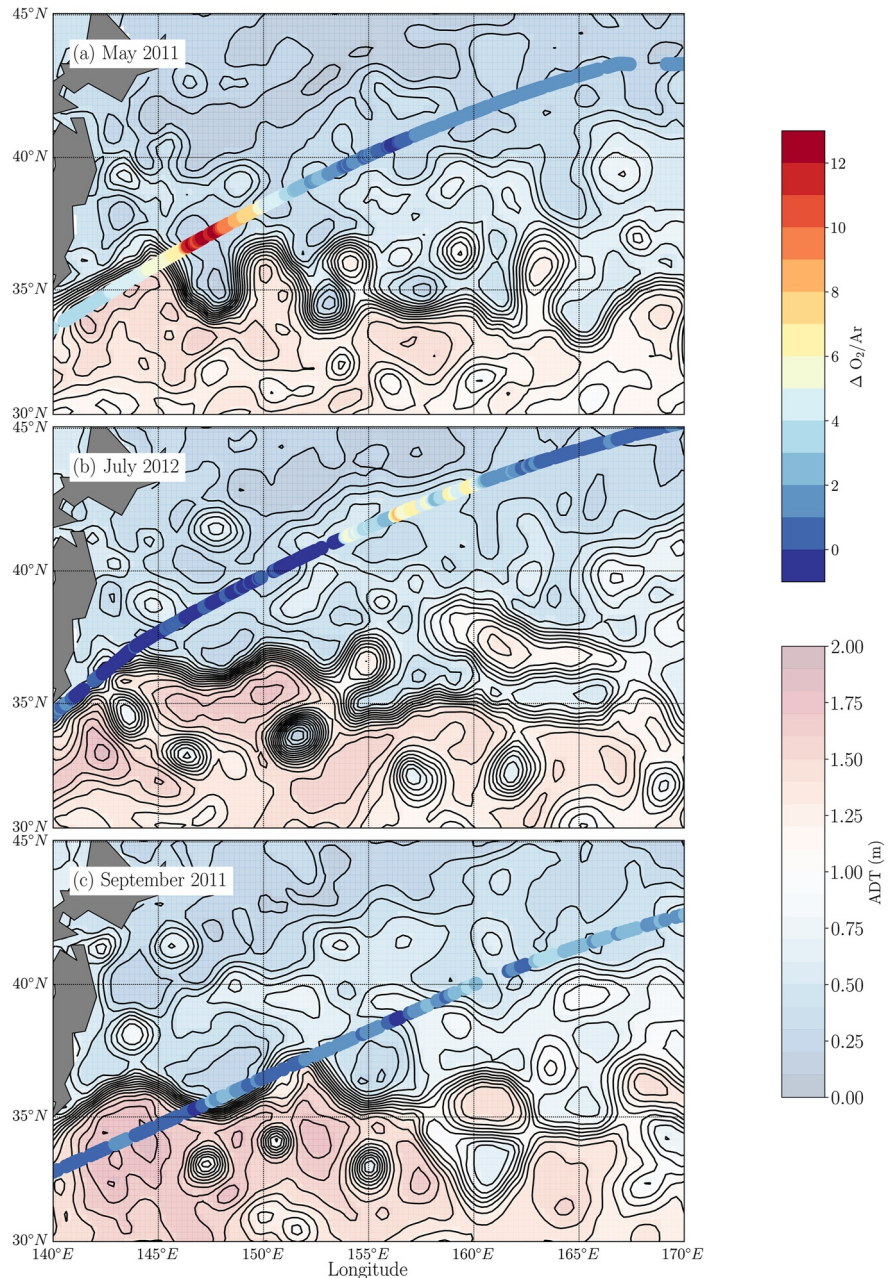 45°N
(a) May 2011
40°N
35°N
30°N
45°N
(b) July 2012
40°N
35°N
30°N
45°N
(c) September 2011
40°N
35°N
30°N
140°E 145°E 150°E 155°E 160°E 165°E 170°E
Longitude
12
10
8
6
4
2
0
Δ O₂/Ar
2.00
1.75
1.50
1.25
1.00
0.75
0.50
0.25
0.00
ADT (m)